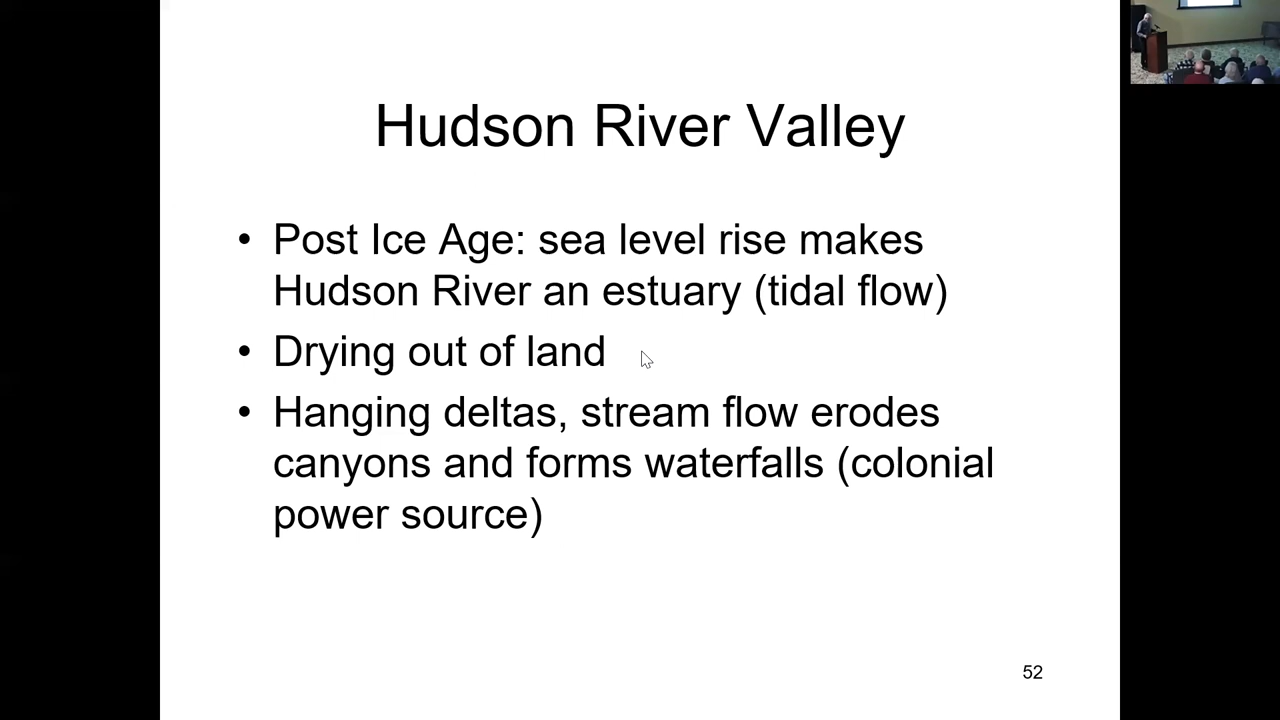 Hudson River Valley
• Post Ice Age: sea level rise makes
Hudson River an estuary (tidal flow)
• Drying out of land
• Hanging deltas, stream flow erodes
canyons and forms waterfalls (colonial
power source)
52